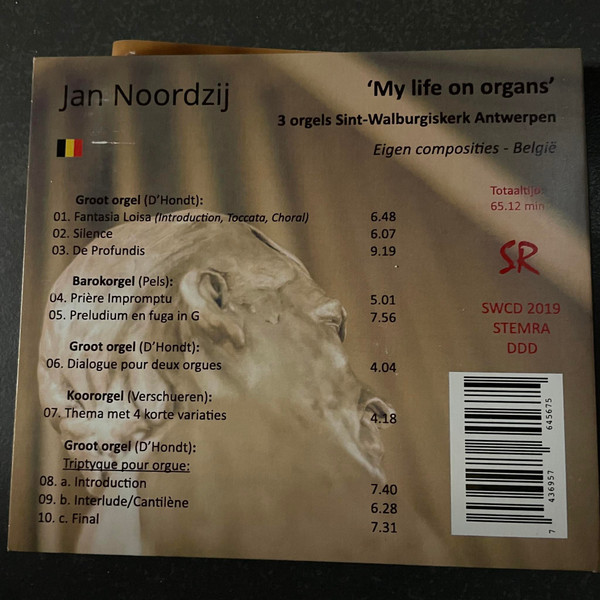 Jan Noordzij
'My life on organs'
3 orgels Sint-Walburgiskerk Antwerpen
Eigen composities - België
Totaaltijd:
65.12 min
SR
SWCD 2019
STEMRA
DDD
Groot orgel (D'Hondt):
01. Fantasia Loisa (Introduction, Toccata, Choral) 6.48
02. Silence 6.07
03. De Profundis 9.19
Barokorgel (Pels):
04. Prière Impromptu 5.01
05. Preludium en fuga in G 7.56
Groot orgel (D'Hondt):
06. Dialogue pour deux orgues 4.04
Koororgel (Verschueren):
07. Thema met 4 korte variaties 4.18
Groot orgel (D'Hondt):
Triptyque pour orgue:
08. a. Introduction 7.40
09. b. Interlude/Cantilène 6.28
10. c. Final 7.31
7 436957 645675